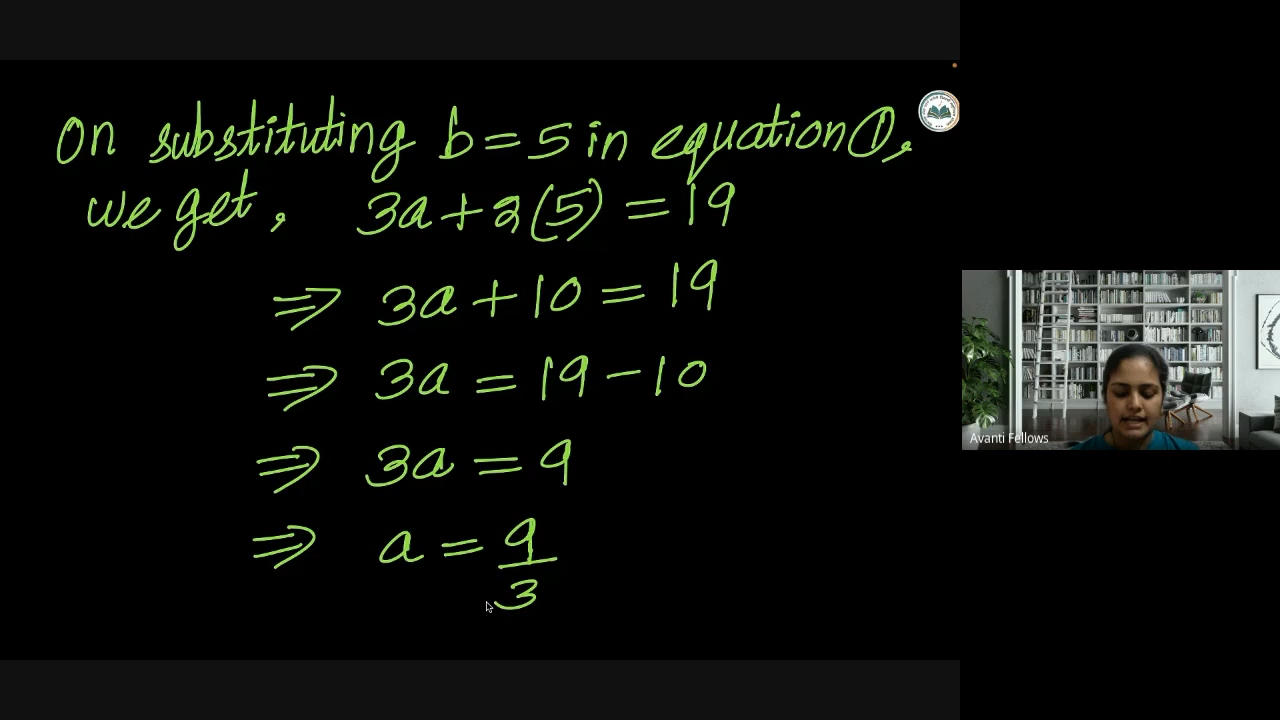 On substituting b = 5 in equation ①,
we get, 3a + 2(5) = 19
⇒ 3a + 10 = 19
⇒ 3a = 19 - 10
⇒ 3a = 9
⇒ a = 9/3
Avanti Fellows